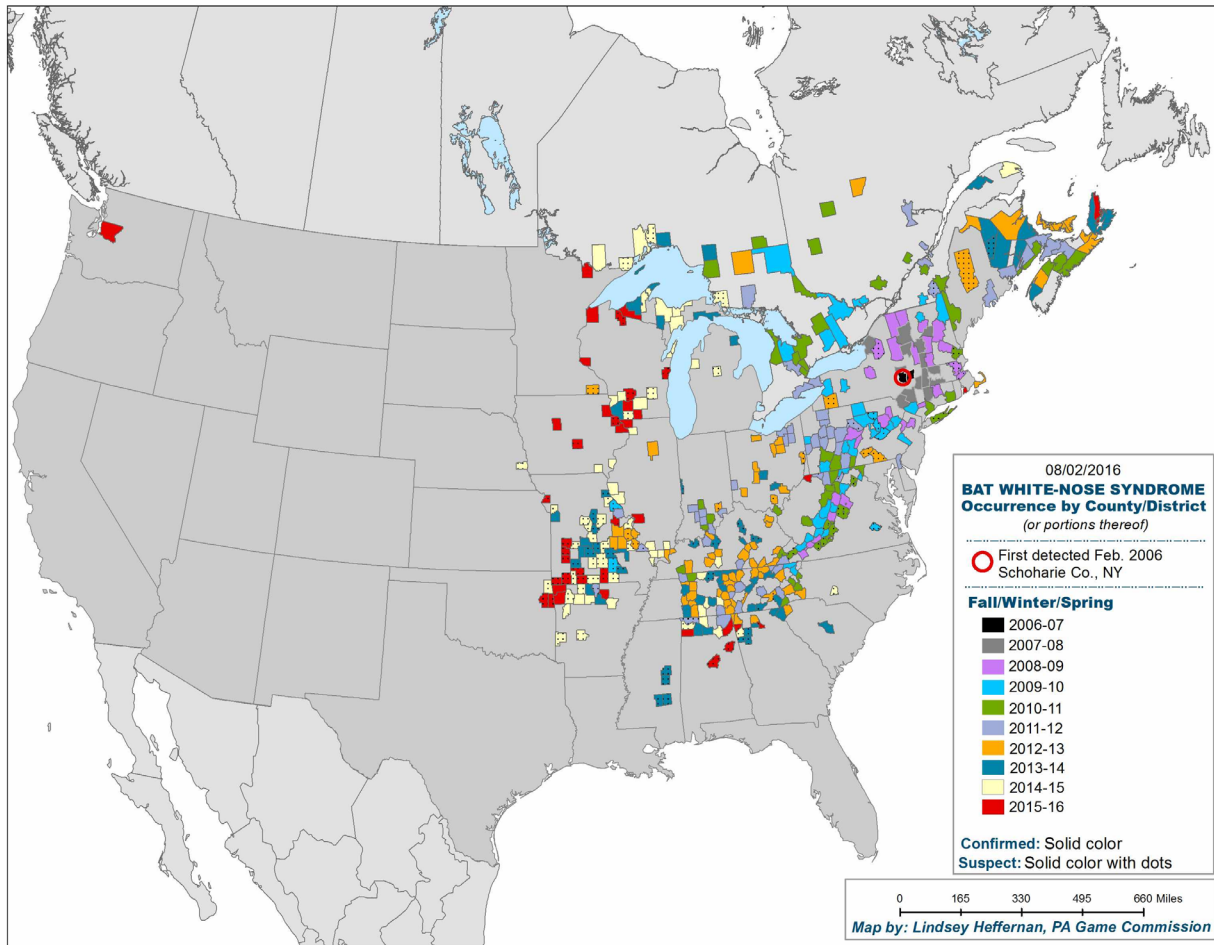 08/02/2016
BAT WHITE-NOSE SYNDROME
Occurrence by County/District
(or portions thereof)
First detected Feb. 2006
Schoharie Co., NY
Fall/Winter/Spring
2006-07
2007-08
2008-09
2009-10
2010-11
2011-12
2012-13
2013-14
2014-15
2015-16
Confirmed: Solid color
Suspect: Solid color with dots
0 165 330 495 660 Miles
Map by: Lindsey Heffernan, PA Game Commission